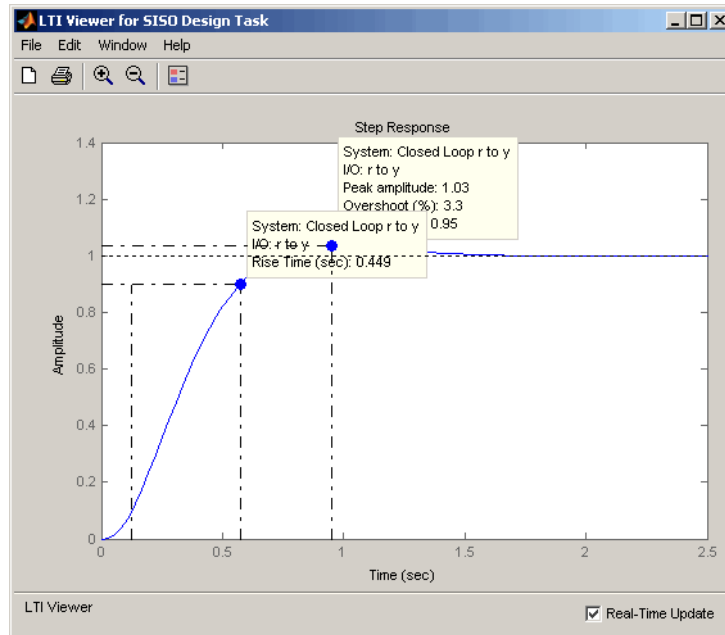 LTI Viewer for SISO Design Task
File Edit Window Help
Step Response
System: Closed Loop r to y
I/O: r to y
Peak amplitude: 1.03
Overshoot (%): 3.3
0.95
System: Closed Loop r to y
I/O: r to y
Rise Time (sec): 0.449
1.4
1.2
1
0.8
0.6
0.4
0.2
0
Amplitude
0 0.5 1 1.5 2 2.5
Time (sec)
LTI Viewer
Real-Time Update